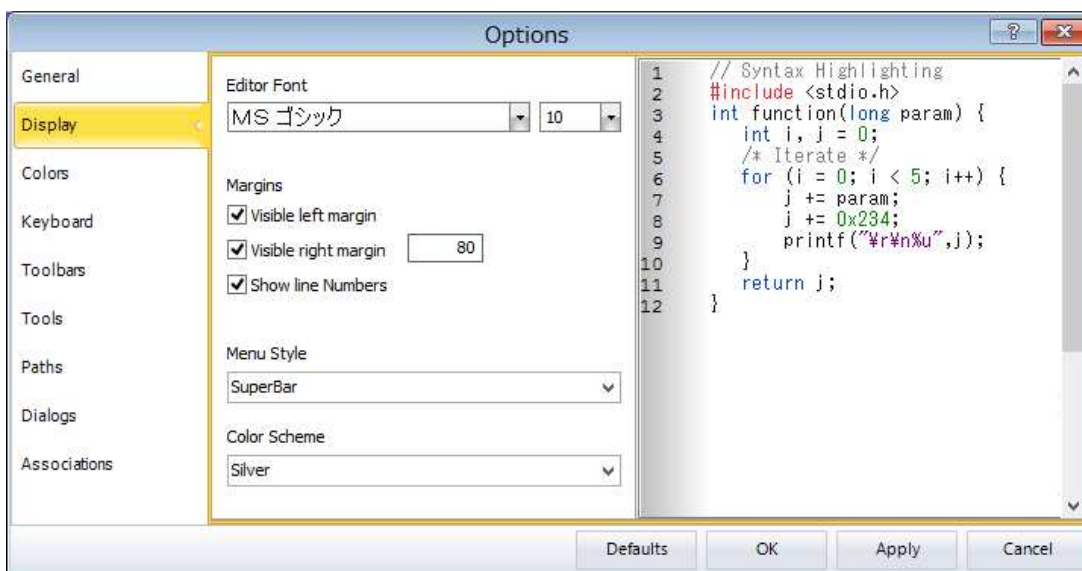 Options
General
Display
Colors
Keyboard
Toolbars
Tools
Paths
Dialogs
Associations
Editor Font
MS ゴシック
10
Margins
Visible left margin
Visible right margin 80
Show line Numbers
Menu Style
SuperBar
Color Scheme
Silver
1 // Syntax Highlighting
2 #include <stdio.h>
3 int function(long param) {
4 int i, j = 0;
5 /* Iterate */
6 for (i = 0; i < 5; i++) {
7 j += param;
8 j += 0x234;
9 printf("¥r¥n%u",j);
10 }
11 return j;
12 }
Defaults
OK
Apply
Cancel